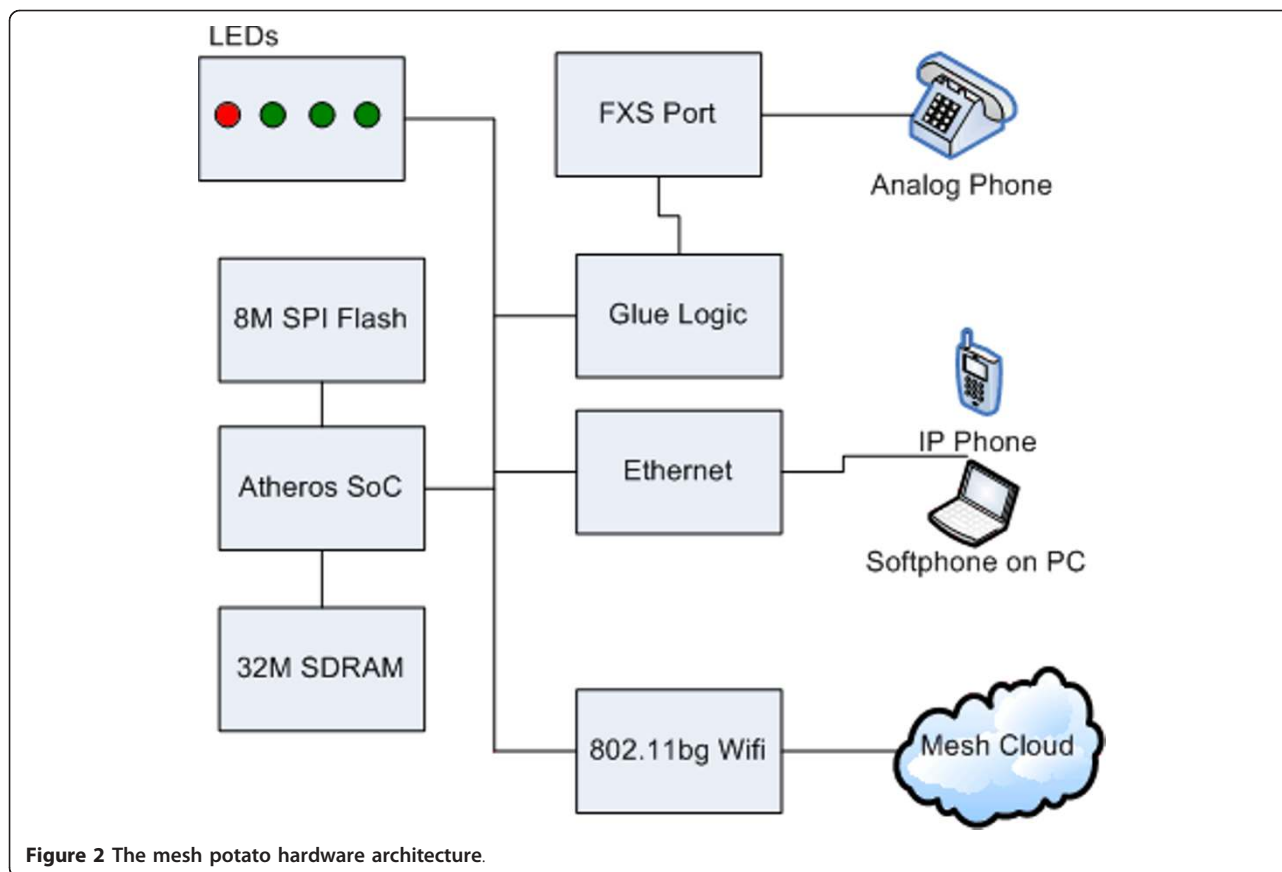 LEDs
FXS Port
Analog Phone
8M SPI Flash
Glue Logic
IP Phone
Atheros SoC
Ethernet
Softphone on PC
32M SDRAM
802.11bg Wifi
Mesh Cloud
Figure 2 The mesh potato hardware architecture.